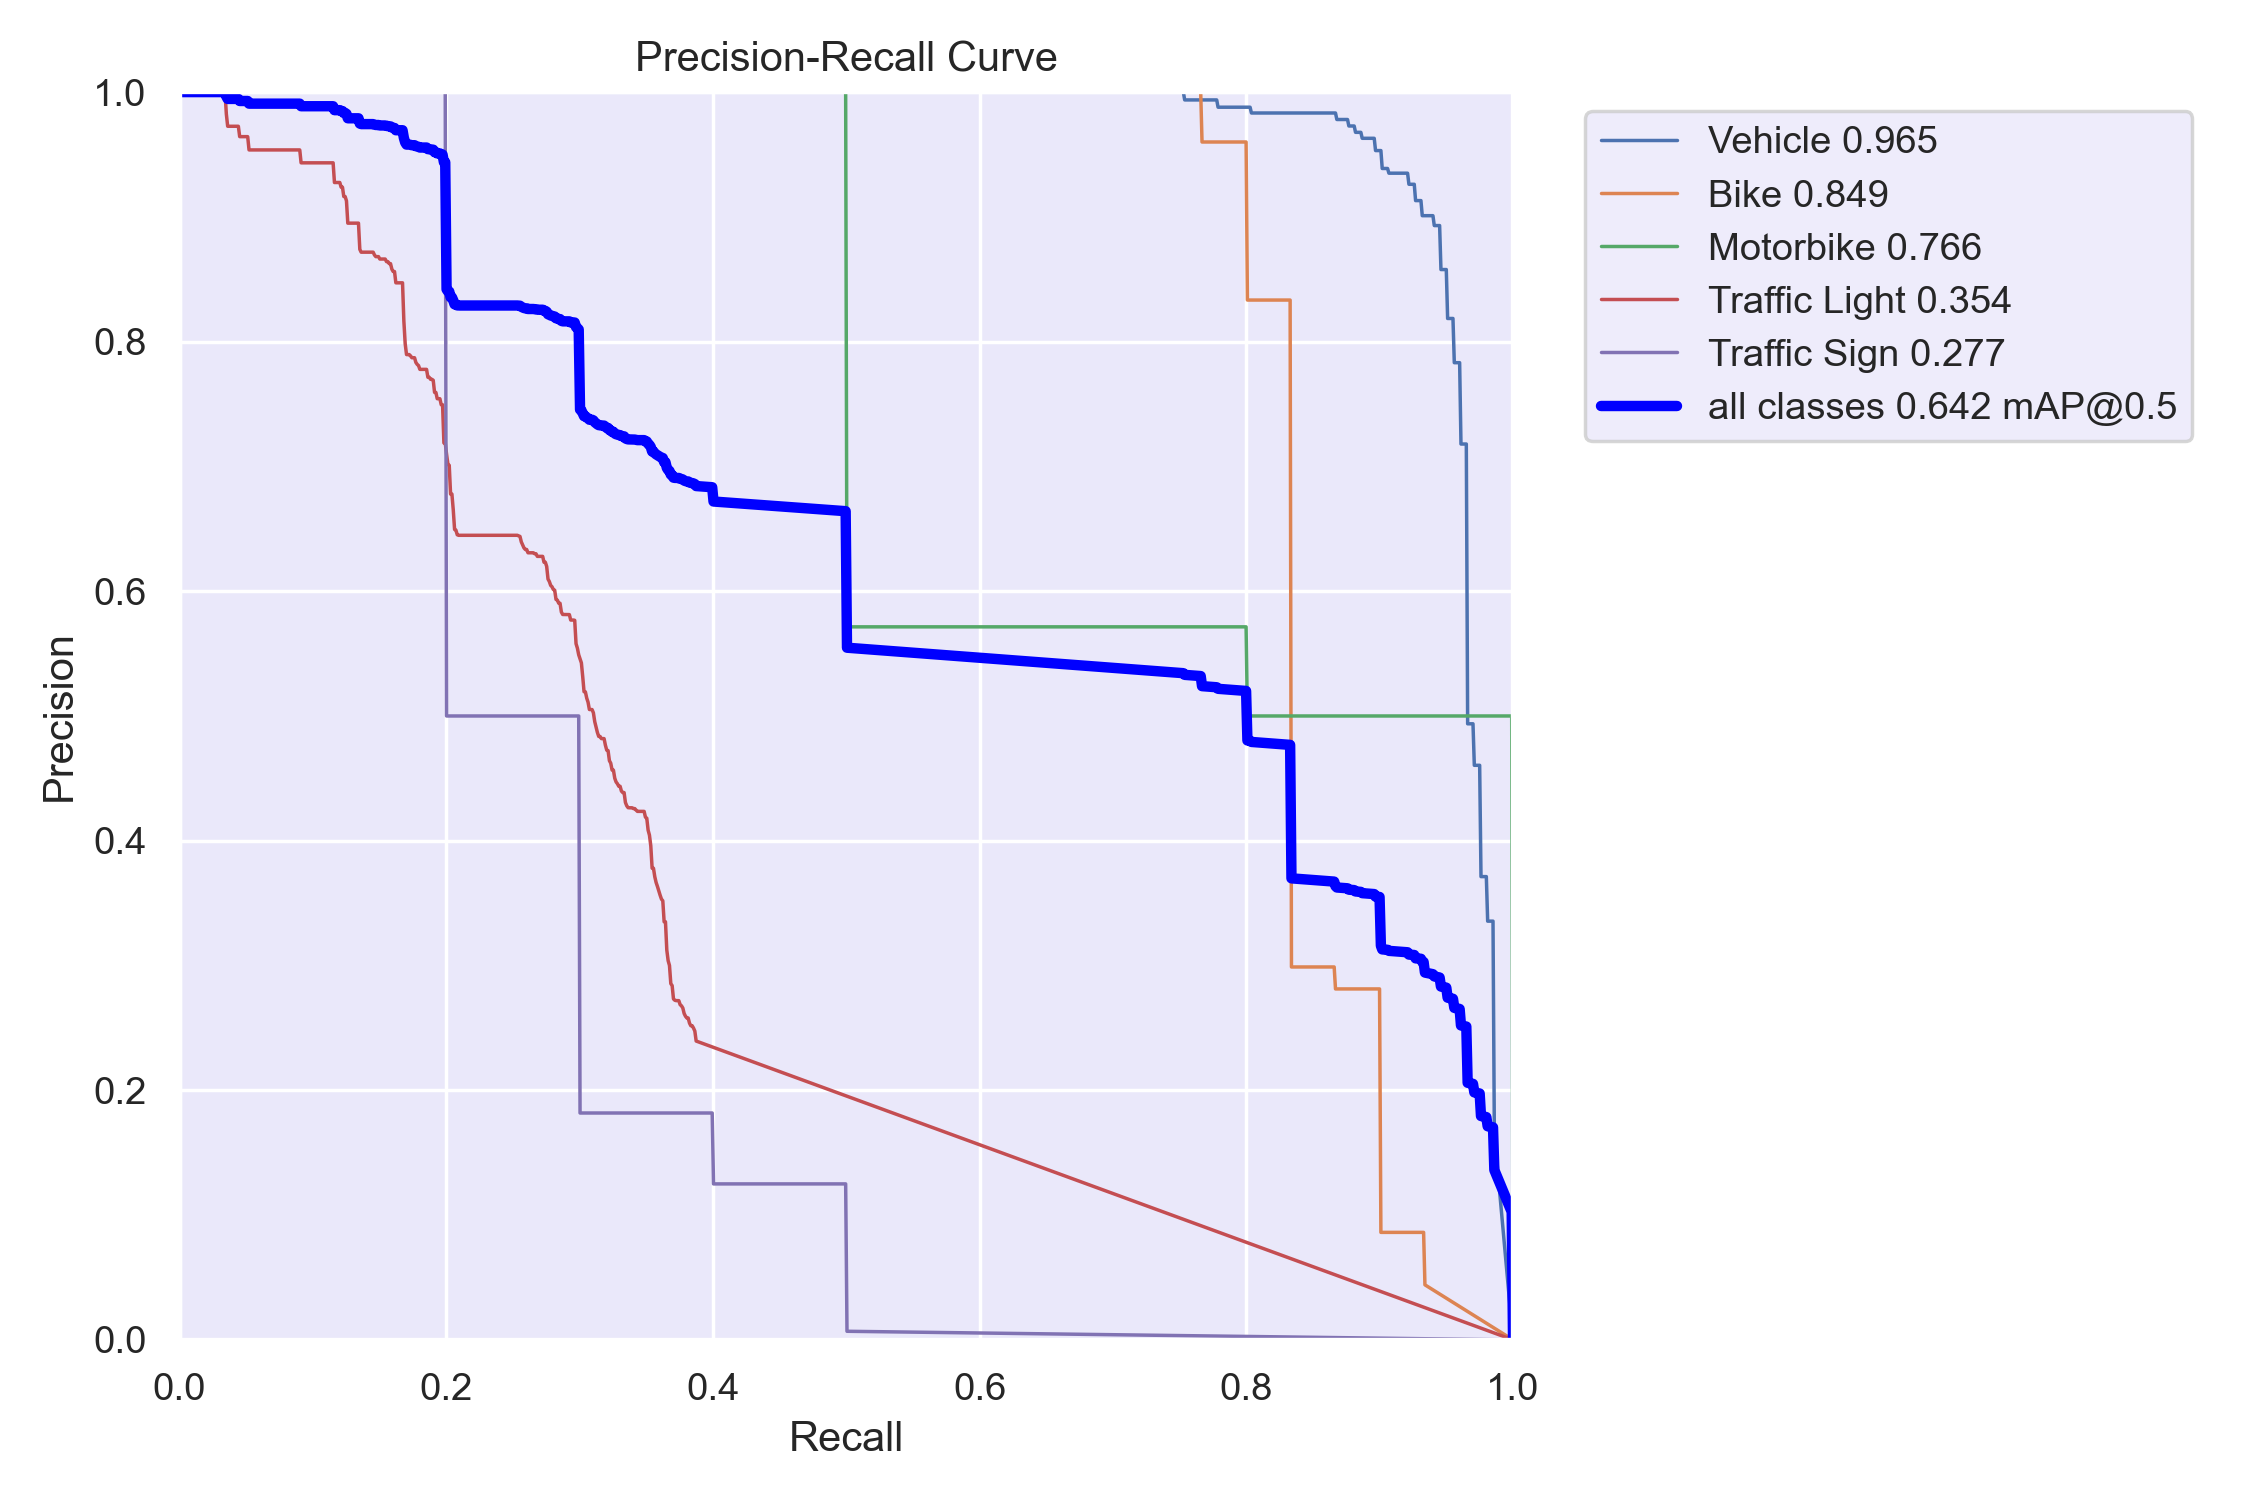 Precision-Recall Curve
1.0
0.8
0.6
0.4
0.2
0.0
Precision
0.0 0.2 0.4 0.6 0.8 1.0
Recall
Vehicle 0.965
Bike 0.849
Motorbike 0.766
Traffic Light 0.354
Traffic Sign 0.277
all classes 0.642 mAP@0.5